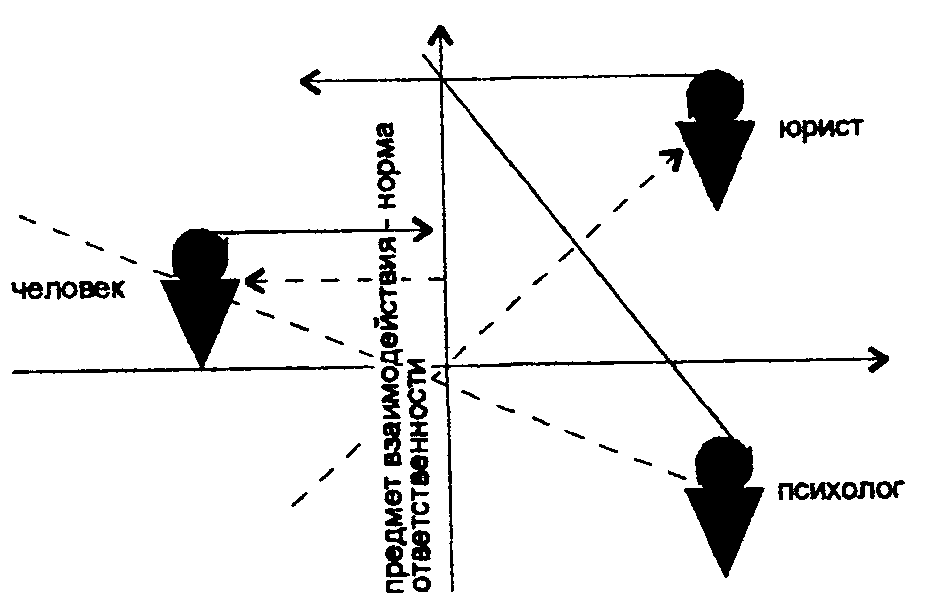 юрист
человек
предмет взаимодействия - норма
ответственности
психолог